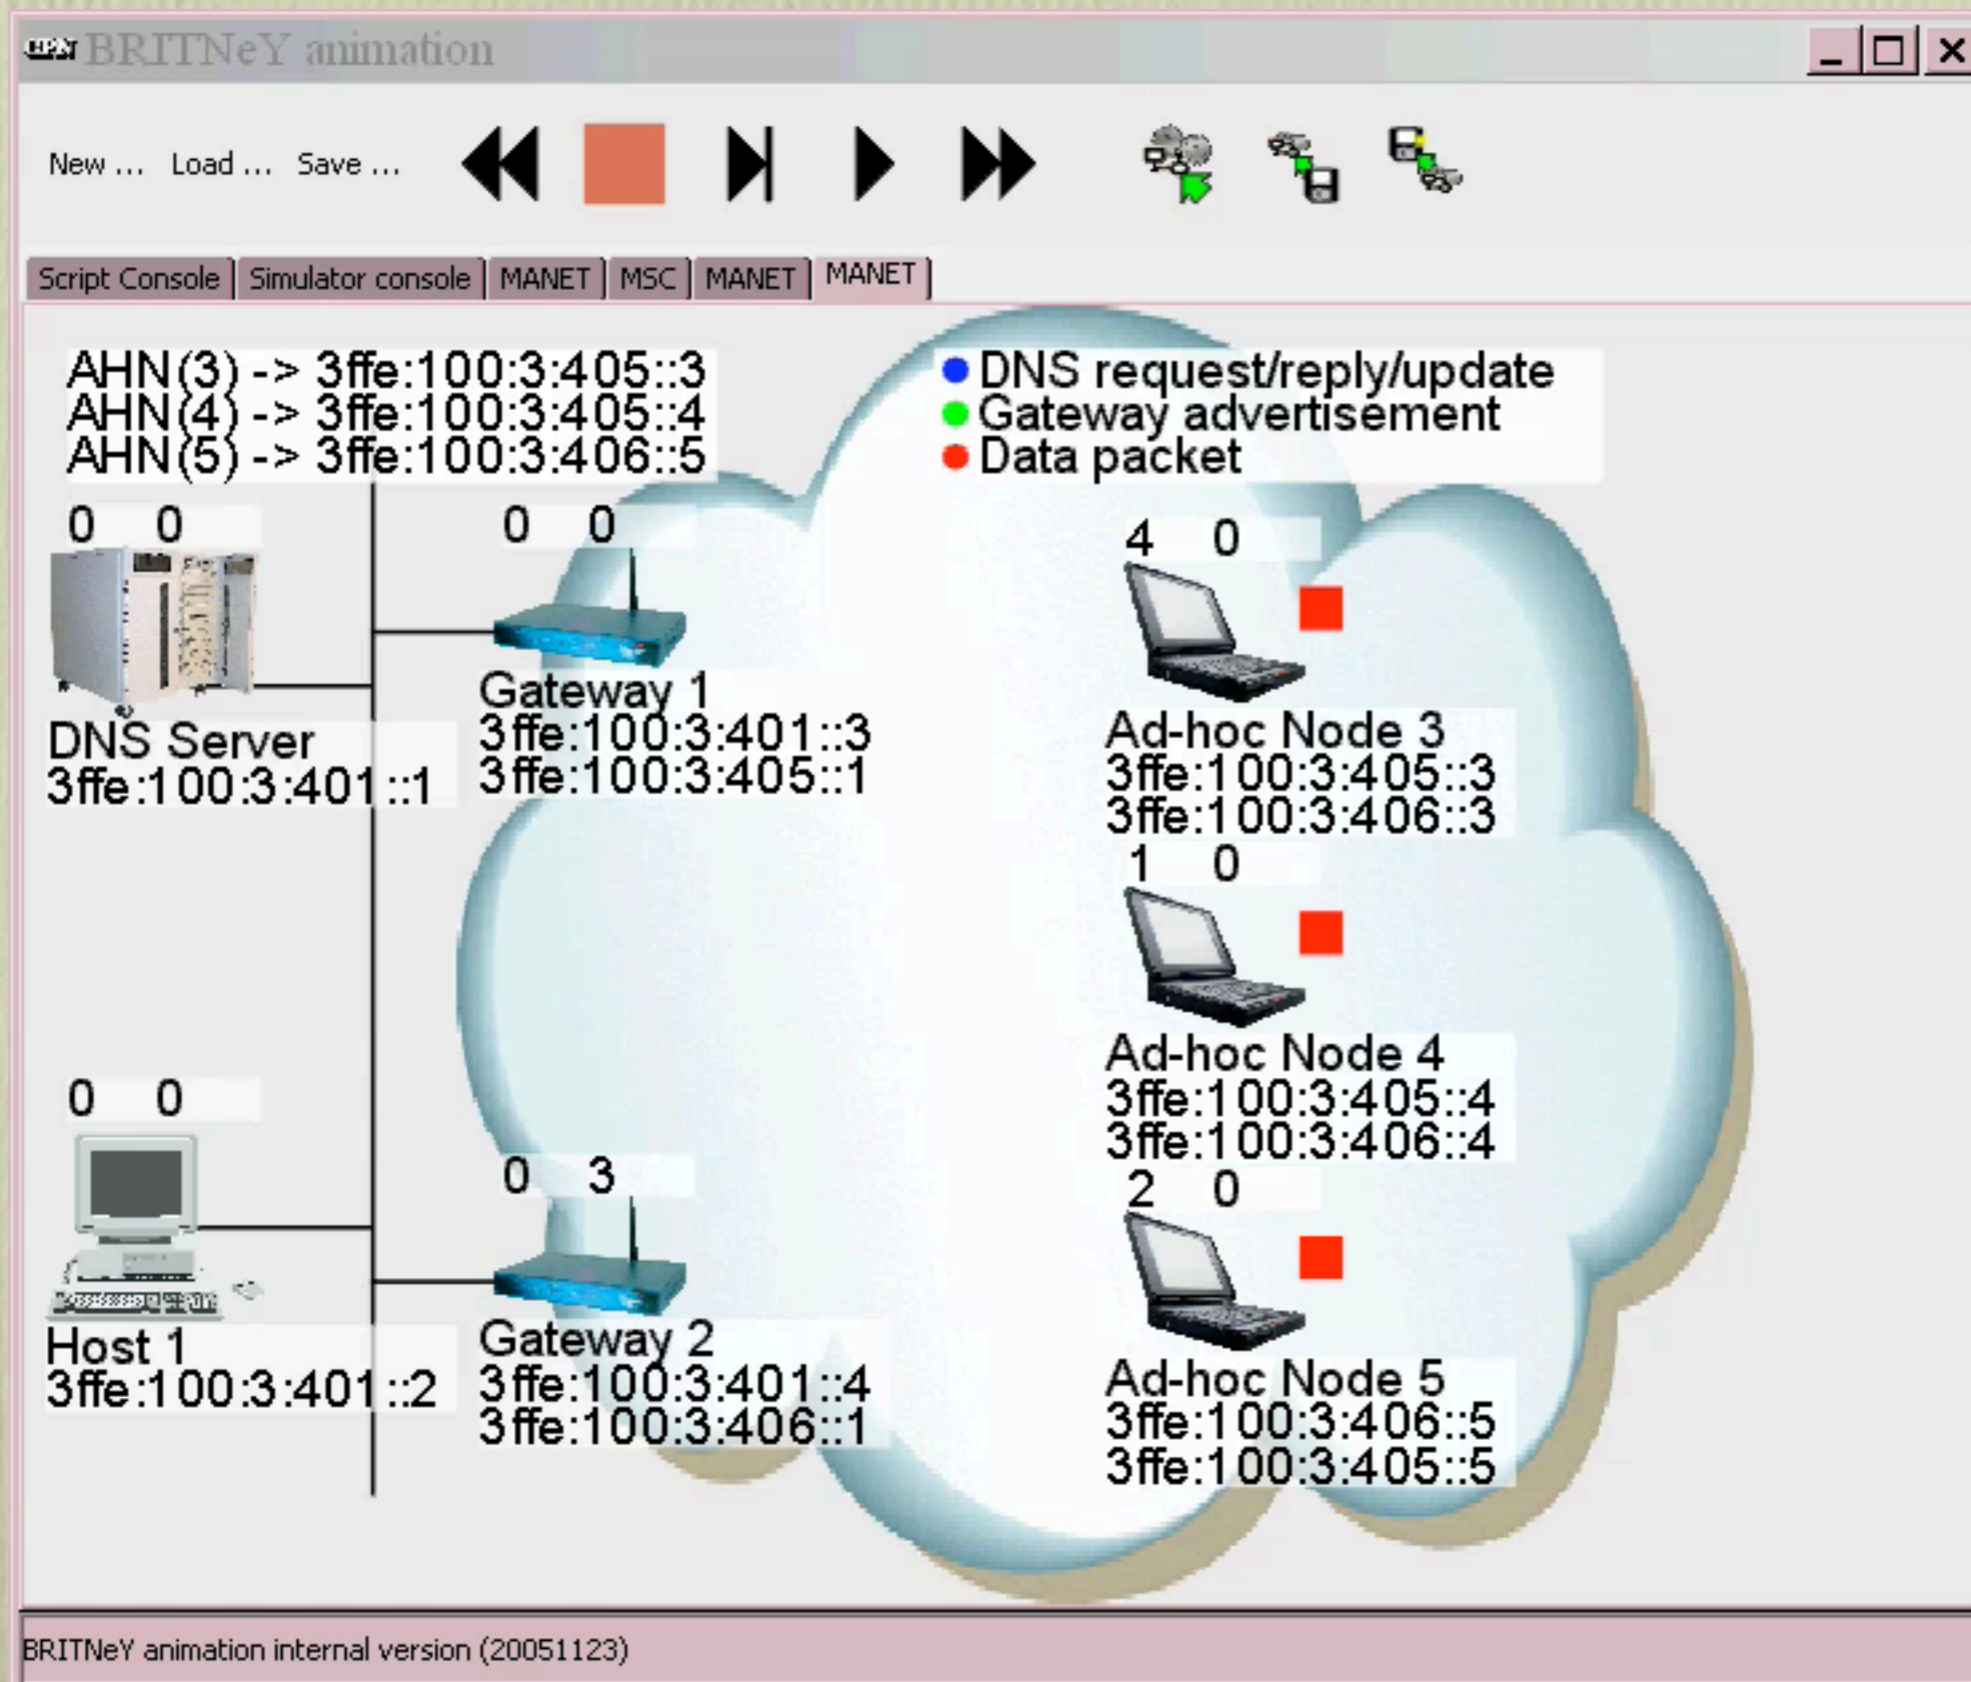 CPN BRITNeY animation
New ... Load ... Save ...
Script Console Simulator console MANET MSC MANET MANET
AHN(3) -> 3ffe:100:3:405::3
AHN(4) -> 3ffe:100:3:405::4
AHN(5) -> 3ffe:100:3:406::5
DNS request/reply/update
Gateway advertisement
Data packet
0 0
DNS Server
3ffe:100:3:401::1
0 0
Gateway 1
3ffe:100:3:401::3
3ffe:100:3:405::1
4 0
Ad-hoc Node 3
3ffe:100:3:405::3
3ffe:100:3:406::3
1 0
Ad-hoc Node 4
3ffe:100:3:405::4
3ffe:100:3:406::4
0 0
Host 1
3ffe:100:3:401::2
0 3
Gateway 2
3ffe:100:3:401::4
3ffe:100:3:406::1
2 0
Ad-hoc Node 5
3ffe:100:3:406::5
3ffe:100:3:405::5
BRITNeY animation internal version (20051123)